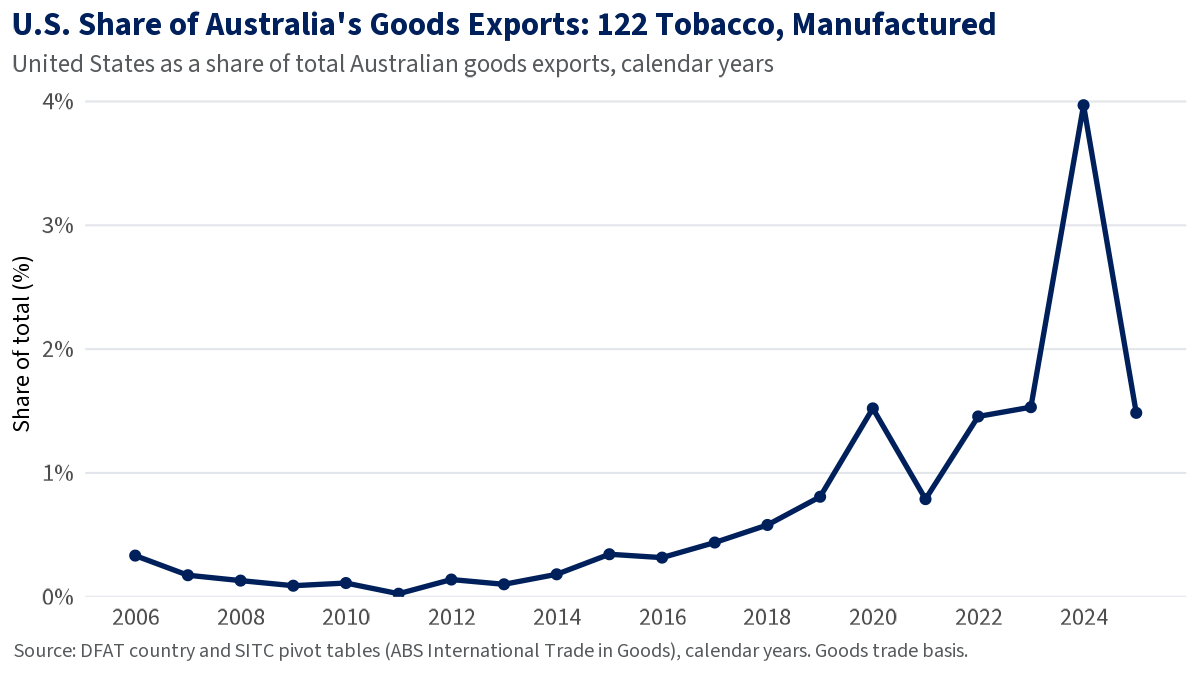 U.S. Share of Australia's Goods Exports: 122 Tobacco, Manufactured
United States as a share of total Australian goods exports, calendar years
4%
3%
2%
1%
0%
Share of total (%)
2006 2008 2010 2012 2014 2016 2018 2020 2022 2024
Source: DFAT country and SITC pivot tables (ABS International Trade in Goods), calendar years. Goods trade basis.